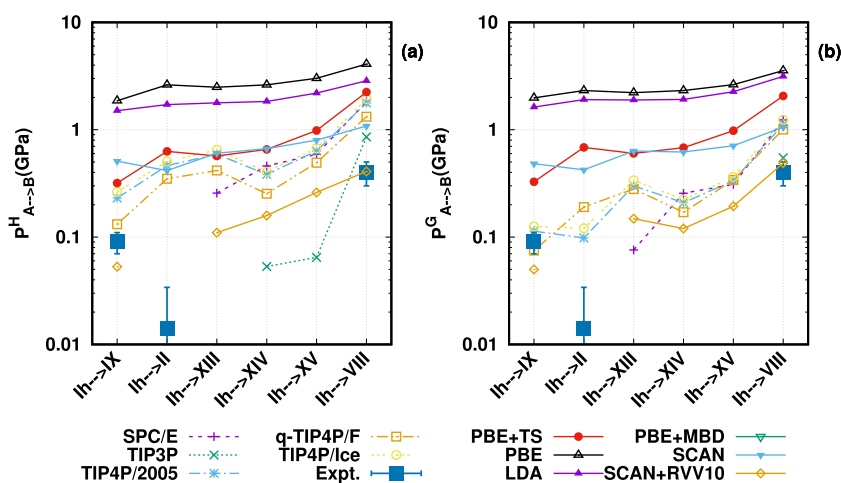 10
1
0.1
0.01
P^H_A-->B(GPa)
(a)
Ih-->IX
Ih-->II
Ih-->XIII
Ih-->XIV
Ih-->XV
Ih-->VIII
10
1
0.1
0.01
P^G_A-->B(GPa)
(b)
Ih-->IX
Ih-->II
Ih-->XIII
Ih-->XIV
Ih-->XV
Ih-->VIII
SPC/E q-TIP4P/F PBE+TS PBE+MBD
TIP3P TIP4P/Ice PBE SCAN
TIP4P/2005 Expt. LDA SCAN+RVV10